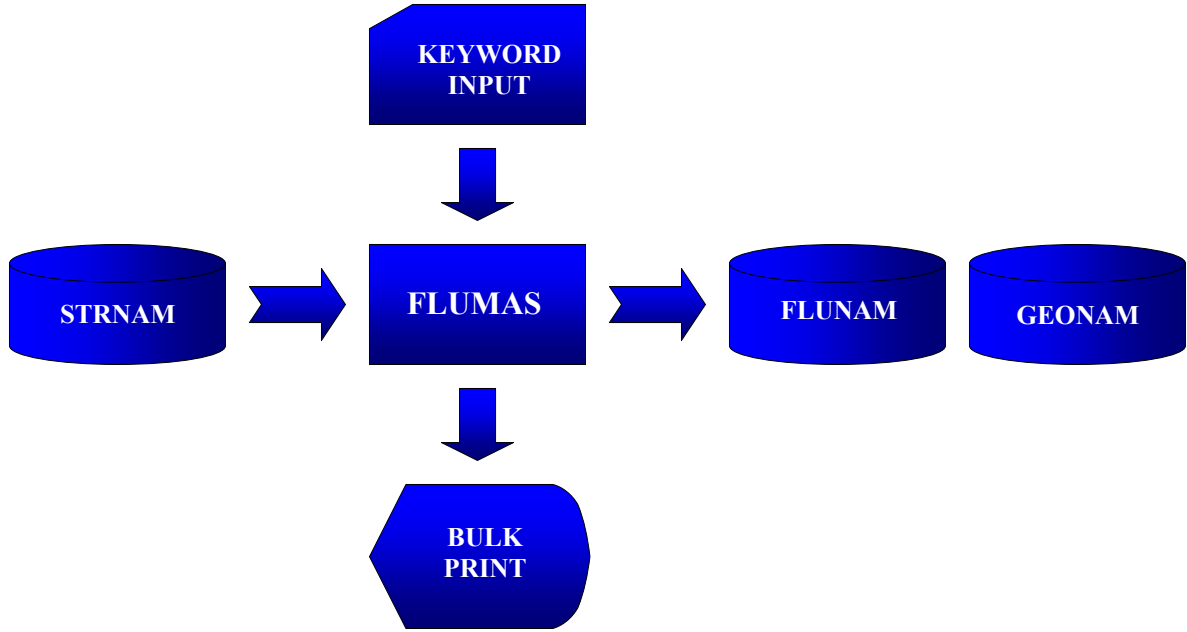 KEYWORD
INPUT
STRNAM
FLUMAS
FLUNAM
GEONAM
BULK
PRINT